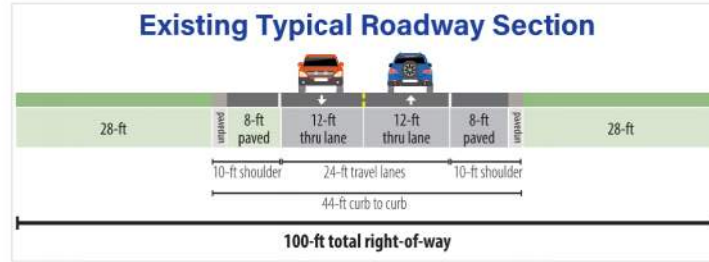 Existing Typical Roadway Section
28-ft
unpaved
8-ft
paved
12-ft
thru lane
12-ft
thru lane
8-ft
paved
unpaved
28-ft
10-ft shoulder
24-ft travel lanes
10-ft shoulder
44-ft curb to curb
100-ft total right-of-way